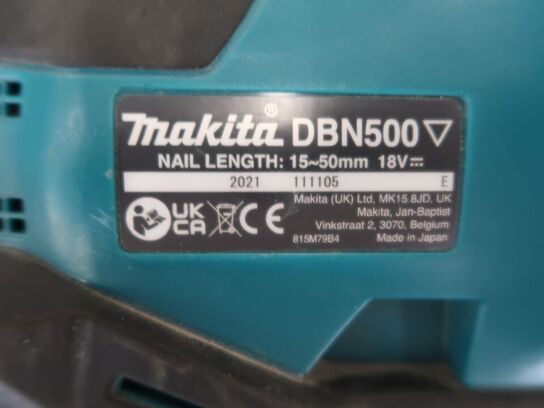 makita® DBN500
NAIL LENGTH: 15~50mm 18V⎓
2021 111105 E
Makita (UK) Ltd, MK15 8JD, UK
Makita, Jan-Baptist
Vinkstraat 2, 3070, Belgium
UK
CA CE
815M79B4 Made in Japan